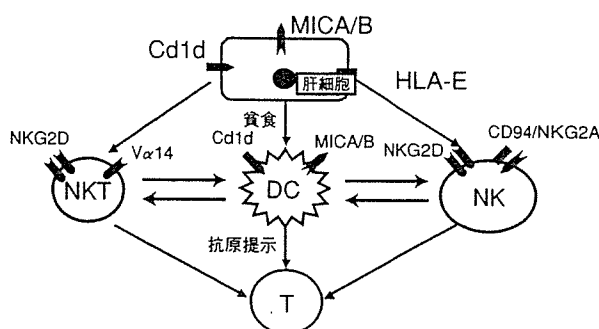 MICA/B
Cd1d
肝細胞
HLA-E
貧食
NKG2D
Vα14
Cd1d
MICA/B
NKG2D
CD94/NKG2A
NKT
DC
NK
抗原提示
T